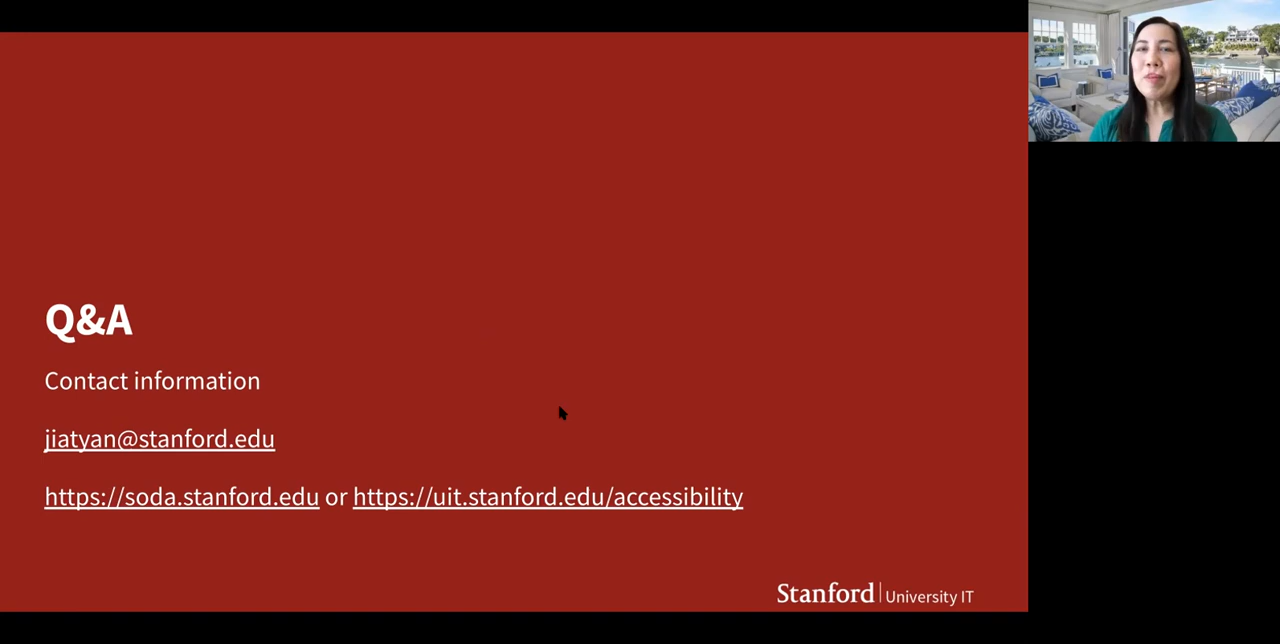 Q&A
Contact information
jiatyan@stanford.edu
https://soda.stanford.edu or https://uit.stanford.edu/accessibility
Stanford | University IT